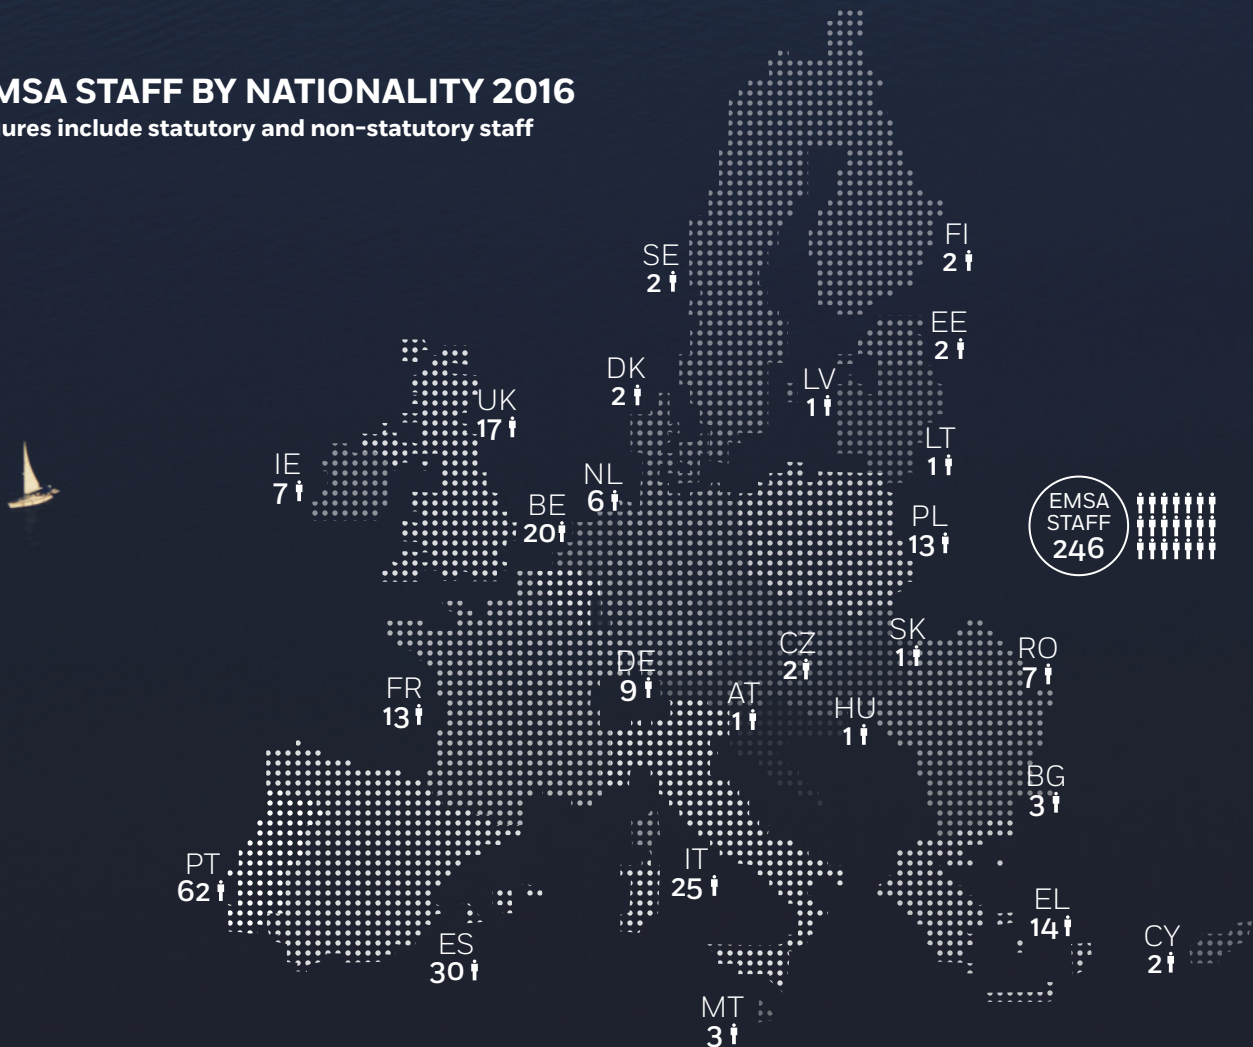 MSA STAFF BY NATIONALITY 2016
ures include statutory and non-statutory staff
FI
2
SE
2
EE
2
DK
2
LV
1
UK
17
LT
1
IE
7
NL
6
BE
20
PL
13
EMSA
STAFF
246
SK
1
CZ
2
RO
7
DE
9
FR
13
AT
1
HU
1
BG
3
PT
62
IT
25
EL
14
ES
30
CY
2
MT
3